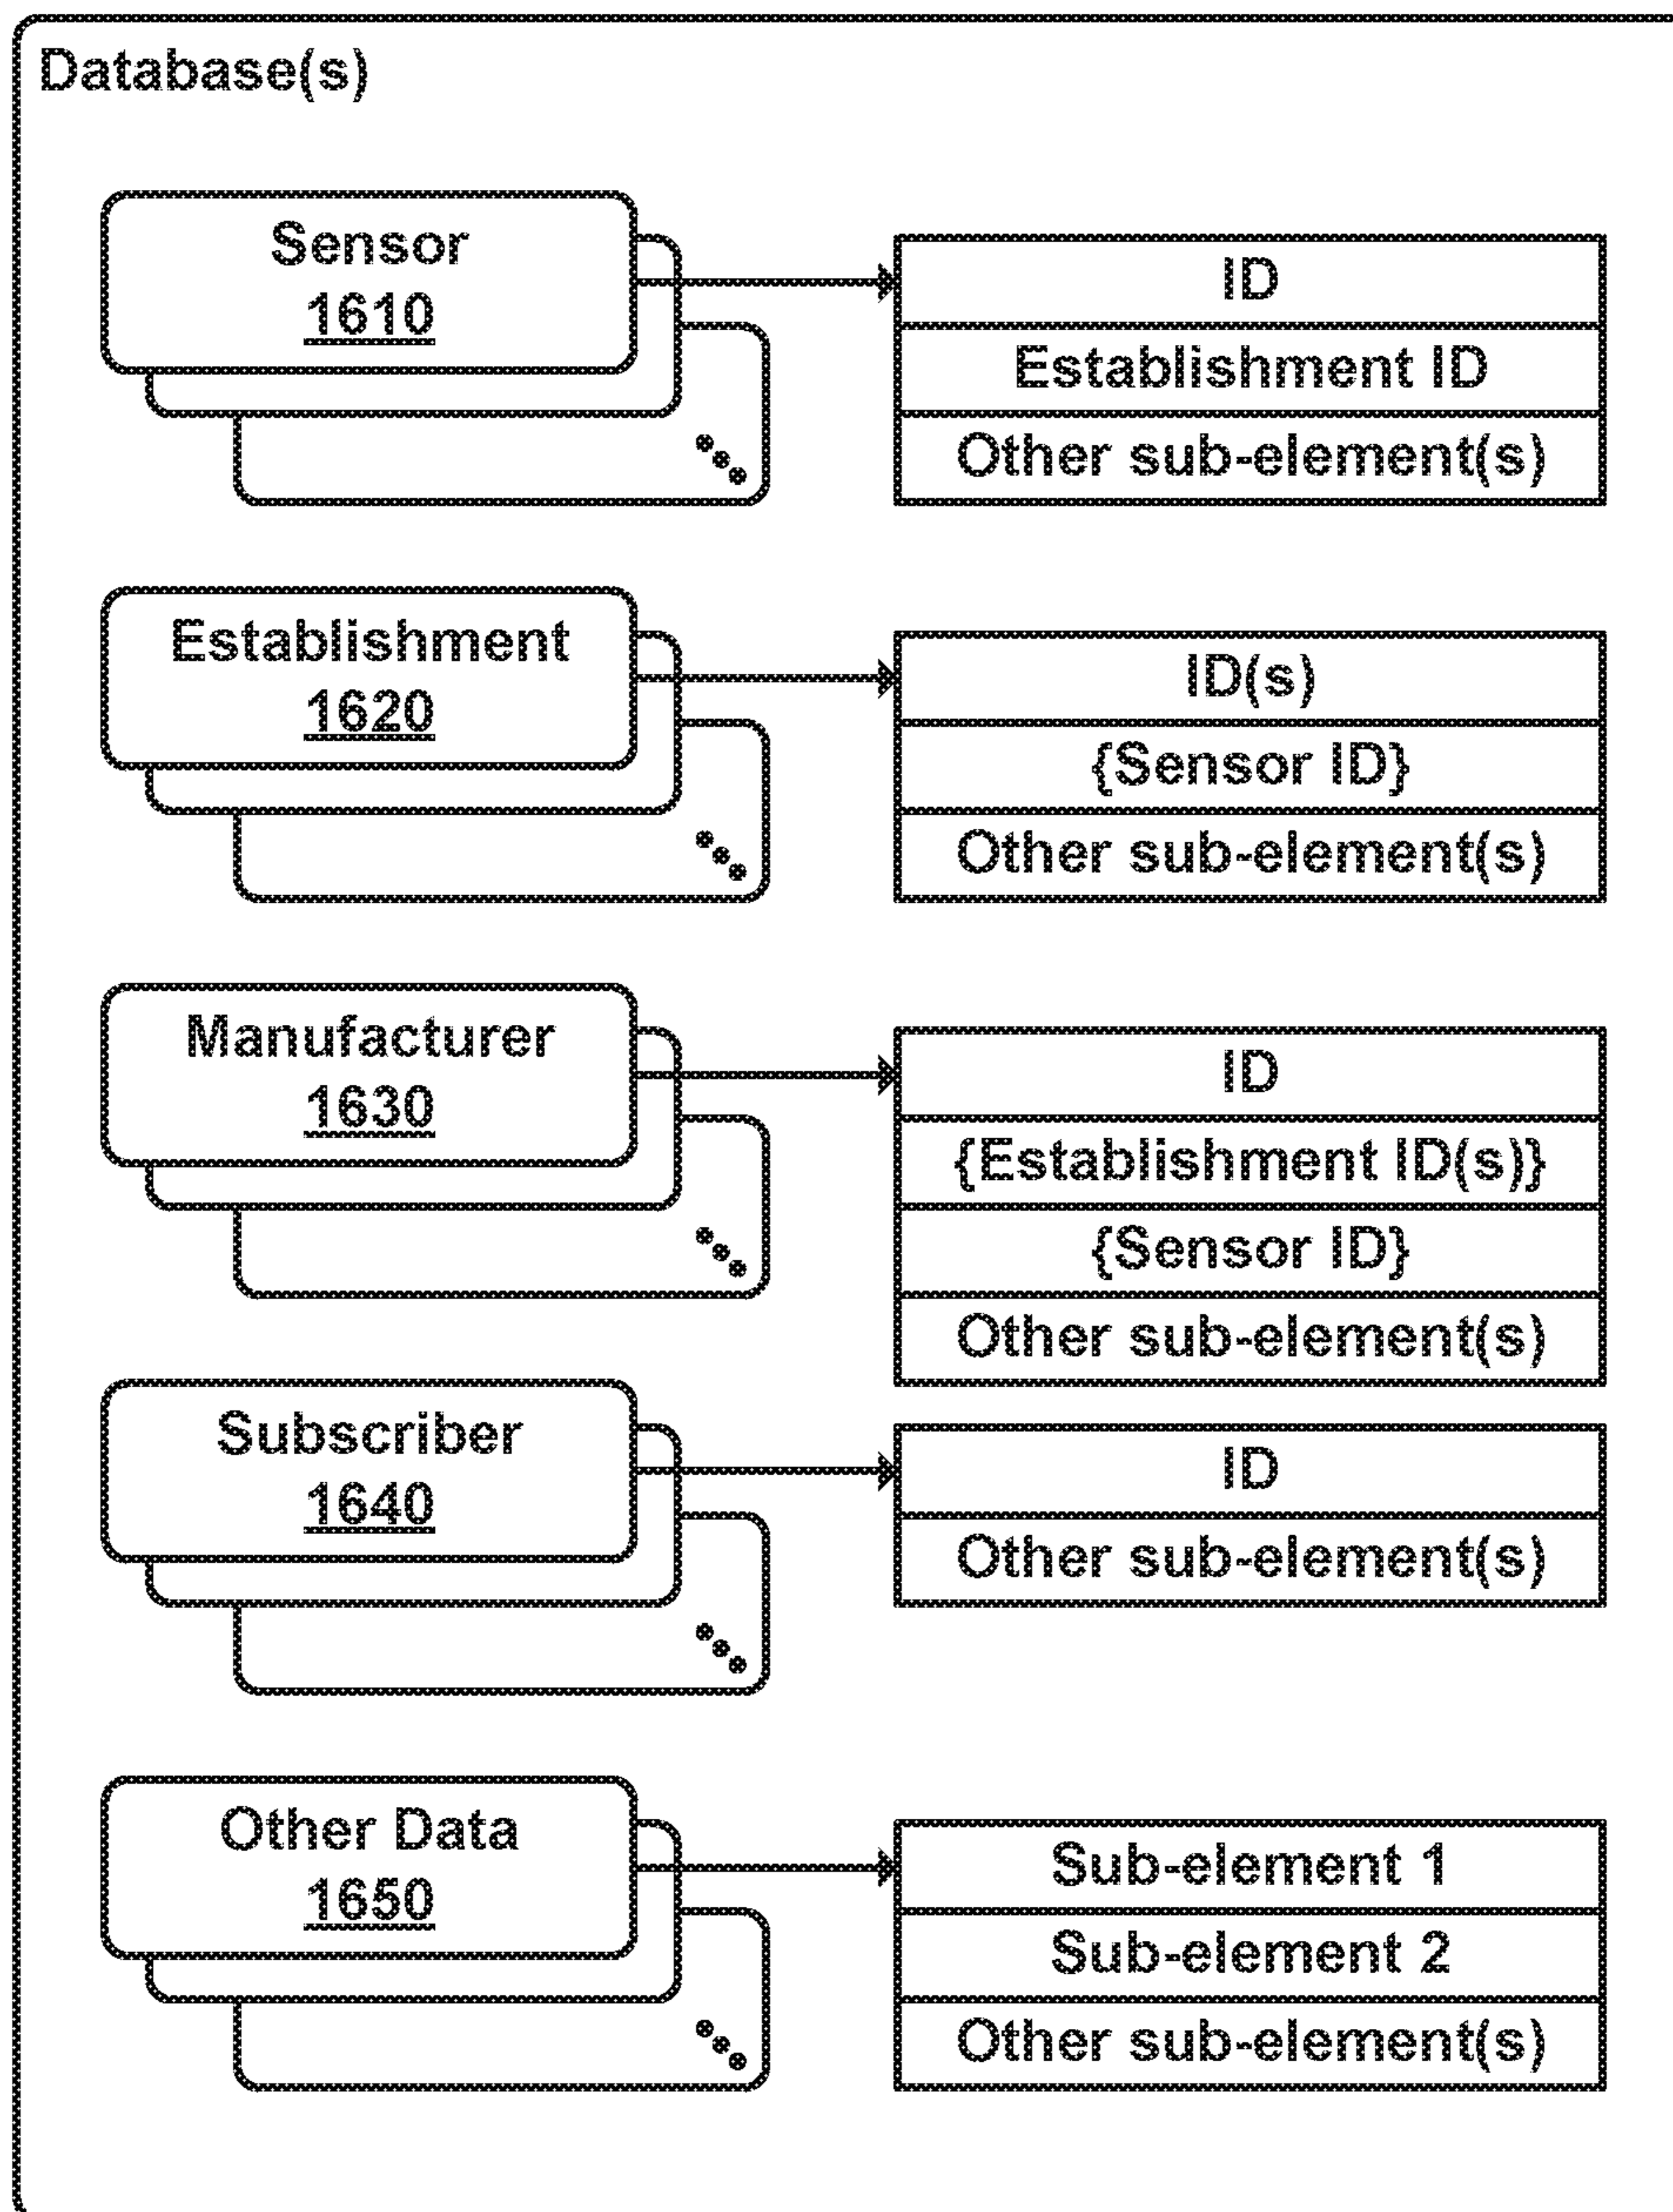 Database(s)
Sensor
1610
ID
Establishment ID
Other sub-element(s)
Establishment
1620
ID(s)
{Sensor ID}
Other sub-element(s)
Manufacturer
1630
ID
{Establishment ID(s)}
{Sensor ID}
Other sub-element(s)
Subscriber
1640
ID
Other sub-element(s)
Other Data
1650
Sub-element 1
Sub-element 2
Other sub-element(s)